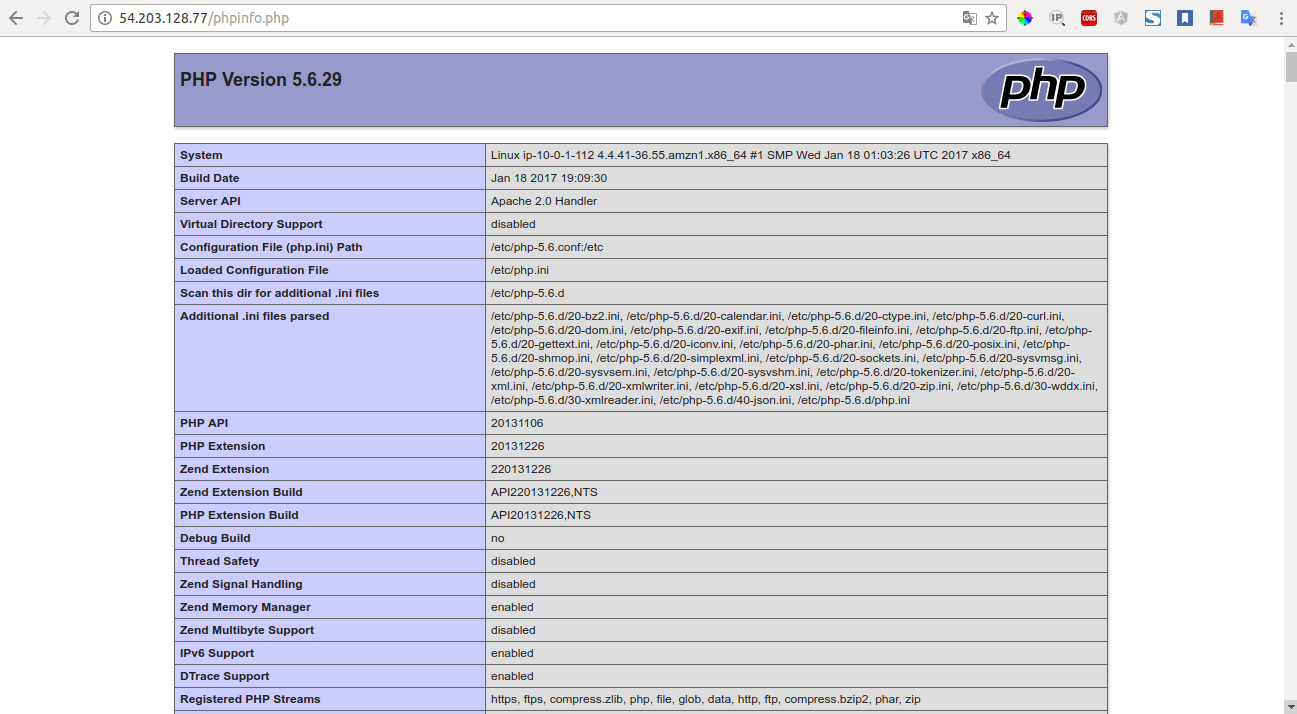 54.203.128.77/phpinfo.php
IP
CORS
PHP Version 5.6.29
php
System Linux ip-10-0-1-112 4.4.41-36.55.amzn1.x86_64 #1 SMP Wed Jan 18 01:03:26 UTC 2017 x86_64
Build Date Jan 18 2017 19:09:30
Server API Apache 2.0 Handler
Virtual Directory Support disabled
Configuration File (php.ini) Path /etc/php-5.6.conf:/etc
Loaded Configuration File /etc/php.ini
Scan this dir for additional .ini files /etc/php-5.6.d
Additional .ini files parsed /etc/php-5.6.d/20-bz2.ini, /etc/php-5.6.d/20-calendar.ini, /etc/php-5.6.d/20-ctype.ini, /etc/php-5.6.d/20-curl.ini,
/etc/php-5.6.d/20-dom.ini, /etc/php-5.6.d/20-exif.ini, /etc/php-5.6.d/20-fileinfo.ini, /etc/php-5.6.d/20-ftp.ini, /etc/php-
5.6.d/20-gettext.ini, /etc/php-5.6.d/20-iconv.ini, /etc/php-5.6.d/20-phar.ini, /etc/php-5.6.d/20-posix.ini, /etc/php-
5.6.d/20-shmop.ini, /etc/php-5.6.d/20-simplexml.ini, /etc/php-5.6.d/20-sockets.ini, /etc/php-5.6.d/20-sysvmsg.ini,
/etc/php-5.6.d/20-sysvsem.ini, /etc/php-5.6.d/20-sysvshm.ini, /etc/php-5.6.d/20-tokenizer.ini, /etc/php-5.6.d/20-
xml.ini, /etc/php-5.6.d/20-xmlwriter.ini, /etc/php-5.6.d/20-xsl.ini, /etc/php-5.6.d/20-zip.ini, /etc/php-5.6.d/30-wddx.ini,
/etc/php-5.6.d/30-xmlreader.ini, /etc/php-5.6.d/40-json.ini, /etc/php-5.6.d/php.ini
PHP API 20131106
PHP Extension 20131226
Zend Extension 220131226
Zend Extension Build API220131226,NTS
PHP Extension Build API20131226,NTS
Debug Build no
Thread Safety disabled
Zend Signal Handling disabled
Zend Memory Manager enabled
Zend Multibyte Support disabled
IPv6 Support enabled
DTrace Support enabled
Registered PHP Streams https, ftps, compress.zlib, php, file, glob, data, http, ftp, compress.bzip2, phar, zip